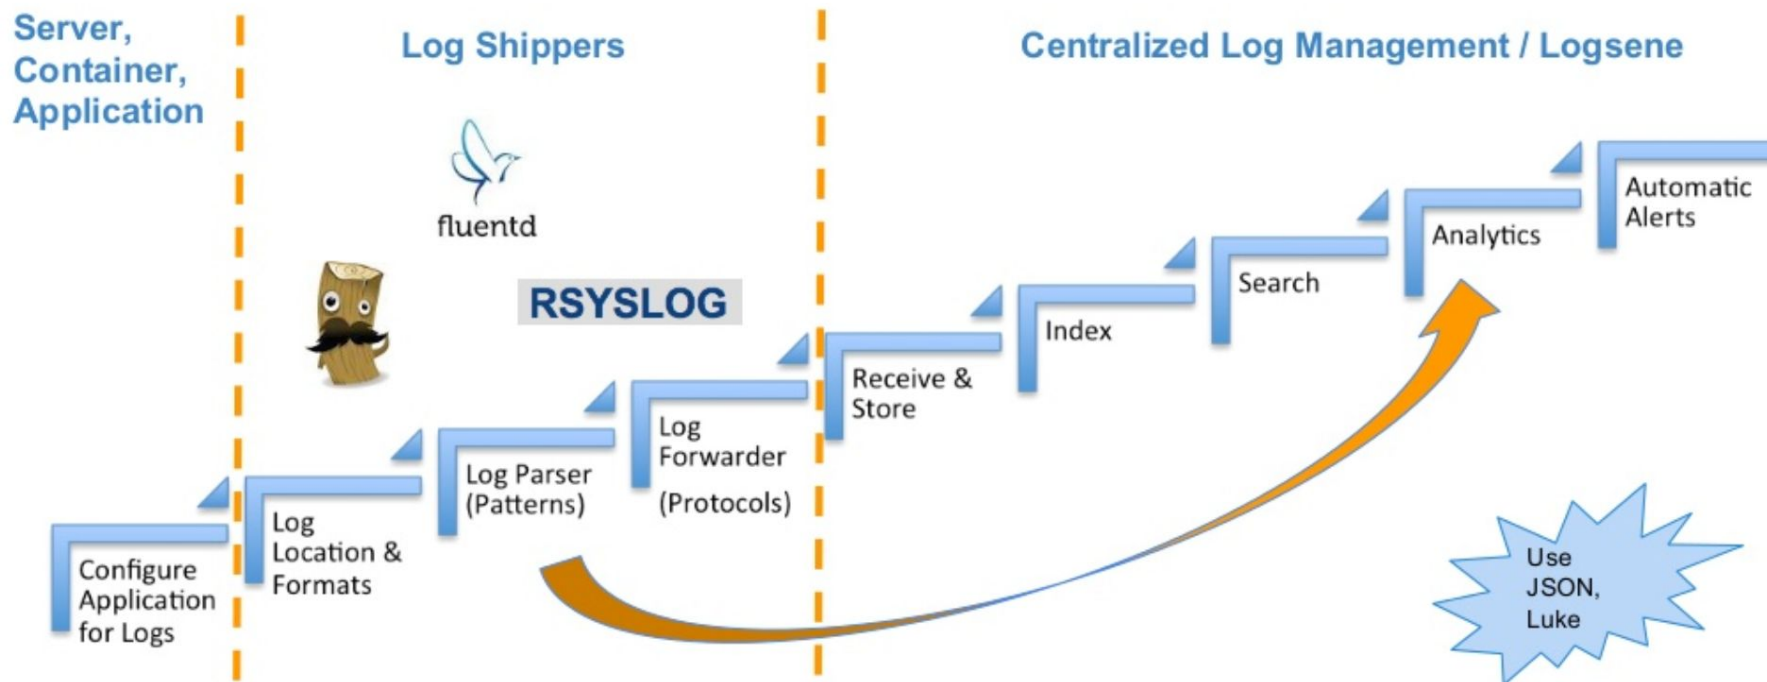 Server,
Container,
Application
Log Shippers
Centralized Log Management / Logsene
fluentd
RSYSLOG
Configure
Application
for Logs
Log
Location &
Formats
Log Parser
(Patterns)
Log
Forwarder
(Protocols)
Receive &
Store
Index
Search
Analytics
Automatic
Alerts
Use
JSON,
Luke